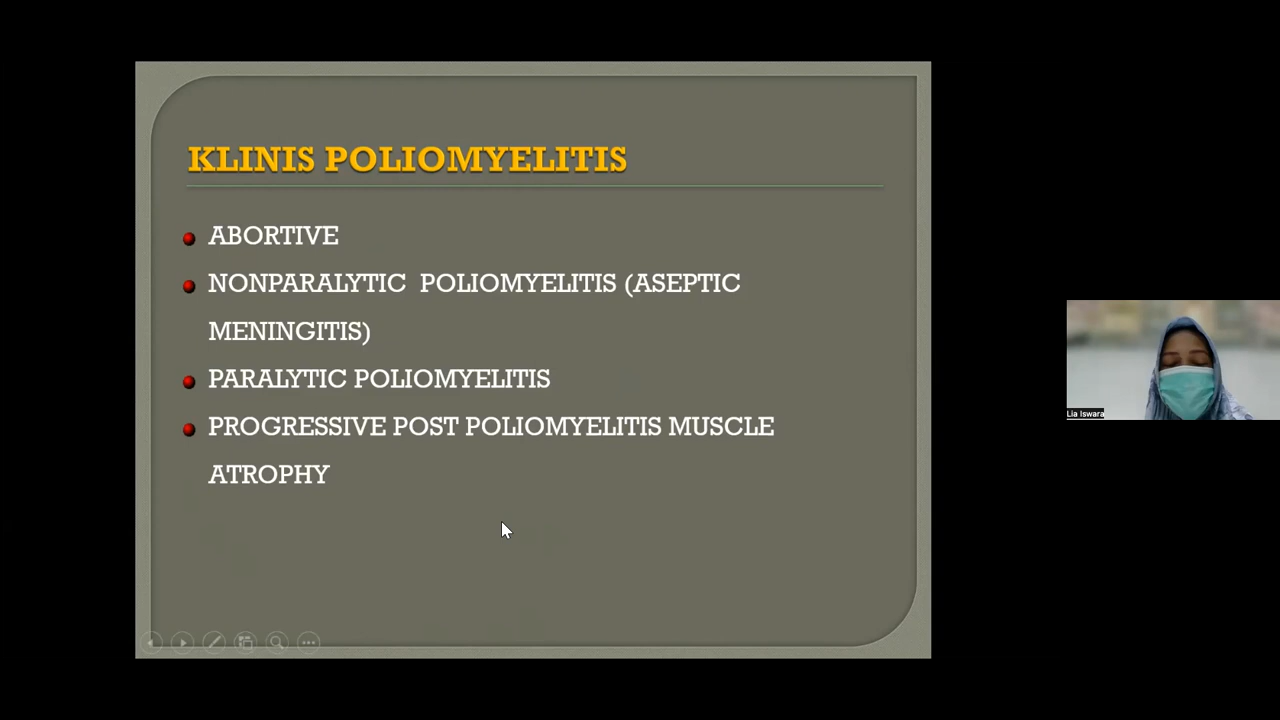 KLINIS POLIOMYELITIS
ABORTIVE
NONPARALYTIC POLIOMYELITIS (ASEPTIC
MENINGITIS)
PARALYTIC POLIOMYELITIS
PROGRESSIVE POST POLIOMYELITIS MUSCLE
ATROPHY
Lia Iswara